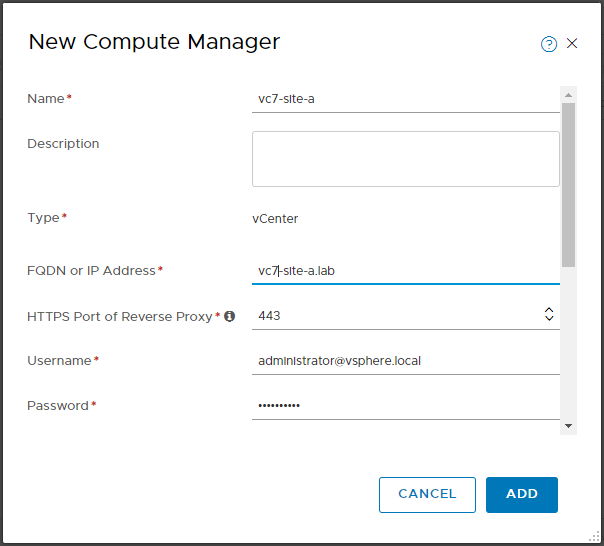 New Compute Manager
Name* vc7-site-a
Description
Type* vCenter
FQDN or IP Address* vc7-site-a.lab
HTTPS Port of Reverse Proxy* 443
Username* administrator@vsphere.local
Password* ••••••••••
CANCEL ADD